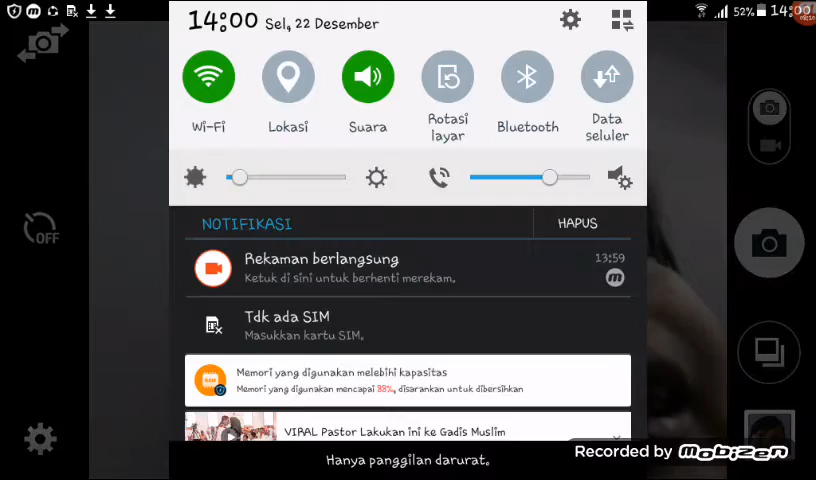 14:00 Sel, 22 Desember
52% 14:00
Wi-Fi
Lokasi
Suara
Rotasi
layar
Bluetooth
Data
seluler
OFF
NOTIFIKASI
HAPUS
Rekaman berlangsung
13:59
Ketuk di sini untuk berhenti merekam.
m
Tdk ada SIM
Masukkan kartu SIM.
Memori yang digunakan melebihi kapasitas
Memori yang digunakan mencapai 33%, disarankan untuk dibersihkan
VIRAL Pastor Lakukan ini ke Gadis Muslim
Hanya panggilan darurat.
Recorded by Mobizen